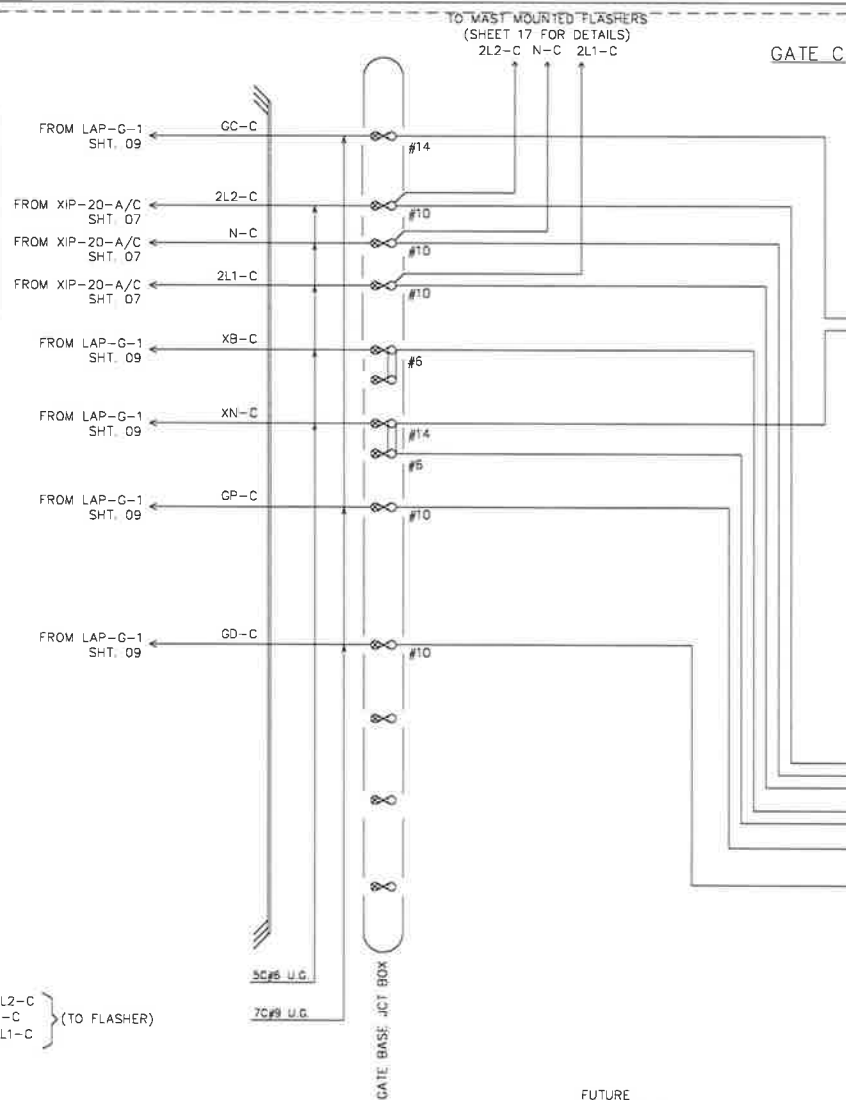 TO MAST MOUNTED FLASHERS
(SHEET 17 FOR DETAILS)
2L2-C N-C 2L1-C
GATE C
FROM LAP-G-1
SHT. 09
GC-C
#14
FROM XIP-20-A/C
SHT. 07
2L2-C
#10
FROM XIP-20-A/C
SHT. 07
N-C
#10
FROM XIP-20-A/C
SHT. 07
2L1-C
#10
FROM LAP-G-1
SHT. 09
XB-C
#6
FROM LAP-G-1
SHT. 09
XN-C
#14
#6
FROM LAP-G-1
SHT. 09
GP-C
#10
FROM LAP-G-1
SHT. 09
GD-C
#10
5C#6 U.G.
7C#9 U.G.
L2-C
-C
L1-C
(TO FLASHER)
GATE BASE JCT BOX
FUTURE